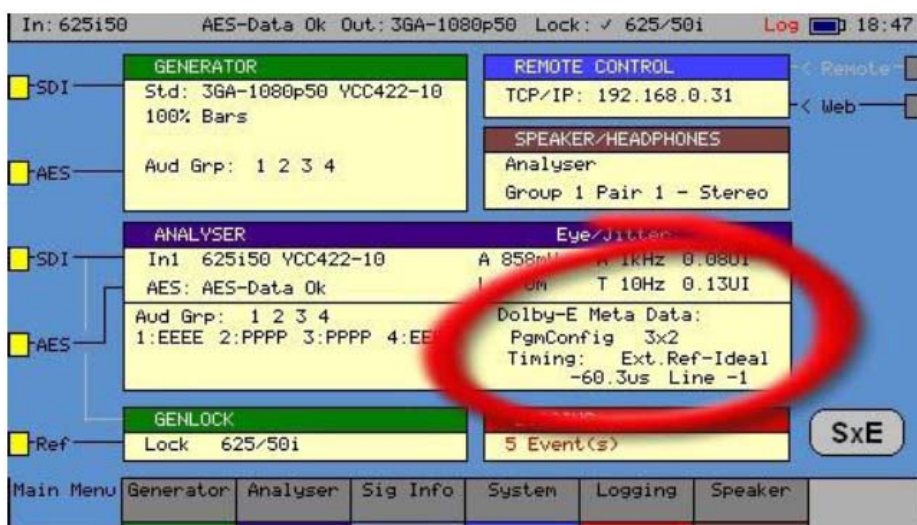 In: 625i50 AES-Data Ok Out: 3GA-1080p50 Lock: ✓ 625/50i Log 18:47
GENERATOR
Std: 3GA-1080p50 YCC422-10
100% Bars
Aud Grp: 1 2 3 4
REMOTE CONTROL
TCP/IP: 192.168.0.31
SPEAKER/HEADPHONES
Analyser
Group 1 Pair 1 - Stereo
< Remote
< Web
SDI
AES
ANALYSER Eye/Jitter
In1 625i50 YCC422-10 A 858m A 1kHz 0.08UI
AES: AES-Data Ok T 10Hz 0.13UI
Aud Grp: 1 2 3 4
1:EEEE 2:PPPP 3:PPPP
Dolby-E Meta Data:
PgmConfig 3x2
Timing: Ext.Ref-Ideal
-60.3us Line -1
SDI
AES
GENLOCK
Lock 625/50i
5 Event(s)
Ref
SxE
Main Menu Generator Analyser Sig Info System Logging Speaker